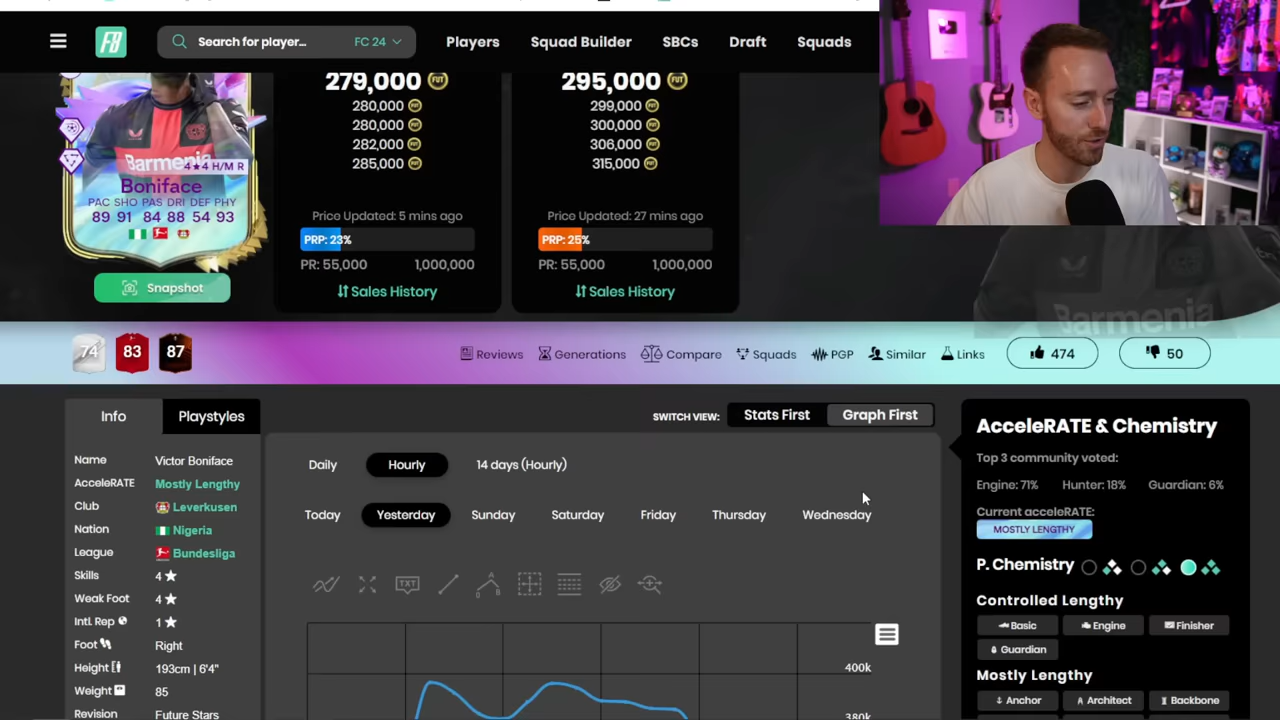 FB
Search for player...
FC 24
Players
Squad Builder
SBCs
Draft
Squads
279,000
280,000
280,000
282,000
285,000
Price Updated: 5 mins ago
PRP: 23%
PR: 55,000
1,000,000
Sales History
295,000
299,000
300,000
306,000
315,000
Price Updated: 27 mins ago
PRP: 25%
PR: 55,000
1,000,000
Sales History
Barmenia
4★4 H/M R
Boniface
PAC SHO PAS DRI DEF PHY
89 91 84 88 54 93
Snapshot
Barmenia
74
83
87
Reviews
Generations
Compare
Squads
PGP
Similar
Links
474
50
Info
Playstyles
SWITCH VIEW:
Stats First
Graph First
Name Victor Boniface
AcceleRATE Mostly Lengthy
Club Leverkusen
Nation Nigeria
League Bundesliga
Skills 4★
Weak Foot 4★
Intl. Rep 1★
Foot Right
Height 193cm | 6'4"
Weight 85
Revision Future Stars
Daily
Hourly
14 days (Hourly)
Today
Yesterday
Sunday
Saturday
Friday
Thursday
Wednesday
TXT
400k
380k
AcceleRATE & Chemistry
Top 3 community voted:
Engine: 71% Hunter: 18% Guardian: 6%
Current acceleRATE:
MOSTLY LENGTHY
P. Chemistry
Controlled Lengthy
Basic
Engine
Finisher
Guardian
Mostly Lengthy
Anchor
Architect
Backbone